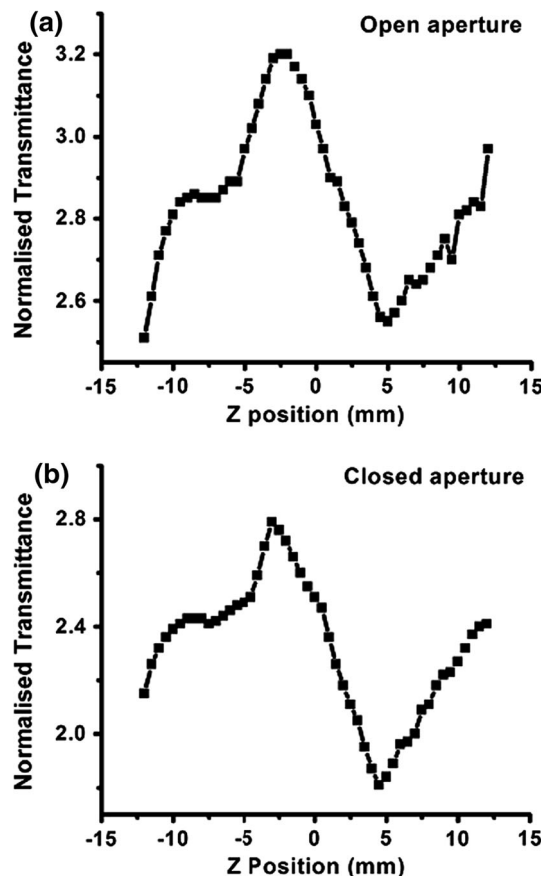 (a)
Open aperture
Normalised Transmittance
3.2
3.0
2.8
2.6
-15 -10 -5 0 5 10 15
Z position (mm)
(b)
Closed aperture
Normalised Transmittance
2.8
2.4
2.0
-15 -10 -5 0 5 10 15
Z Position (mm)